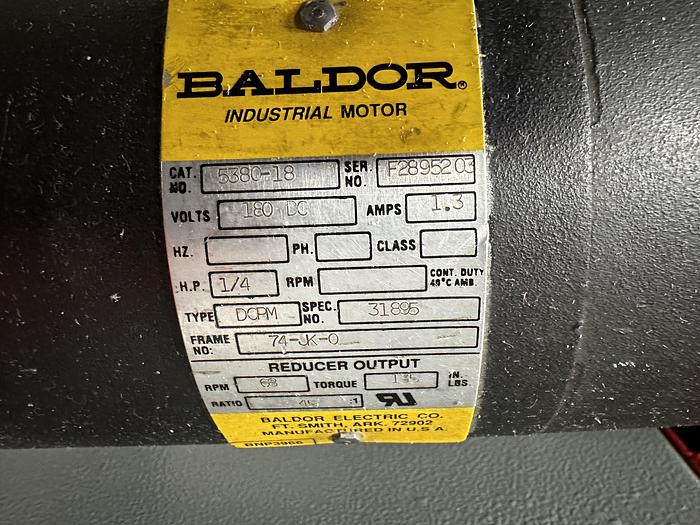 BALDOR®
INDUSTRIAL MOTOR
CAT. NO. 5380-18 SER. NO. F2895203
VOLTS 180 DC AMPS 1.3
HZ. PH. CLASS
H.P. 1/4 RPM CONT. DUTY 40°C AMB.
TYPE DCPM SPEC. NO. 31895
FRAME NO: 74-JK-0
REDUCER OUTPUT
RPM 68 TORQUE 135 IN. LBS.
RATIO :1
BALDOR ELECTRIC CO.
FT. SMITH, ARK. 72902
MANUFACTURED IN U.S.A.
BNP3966